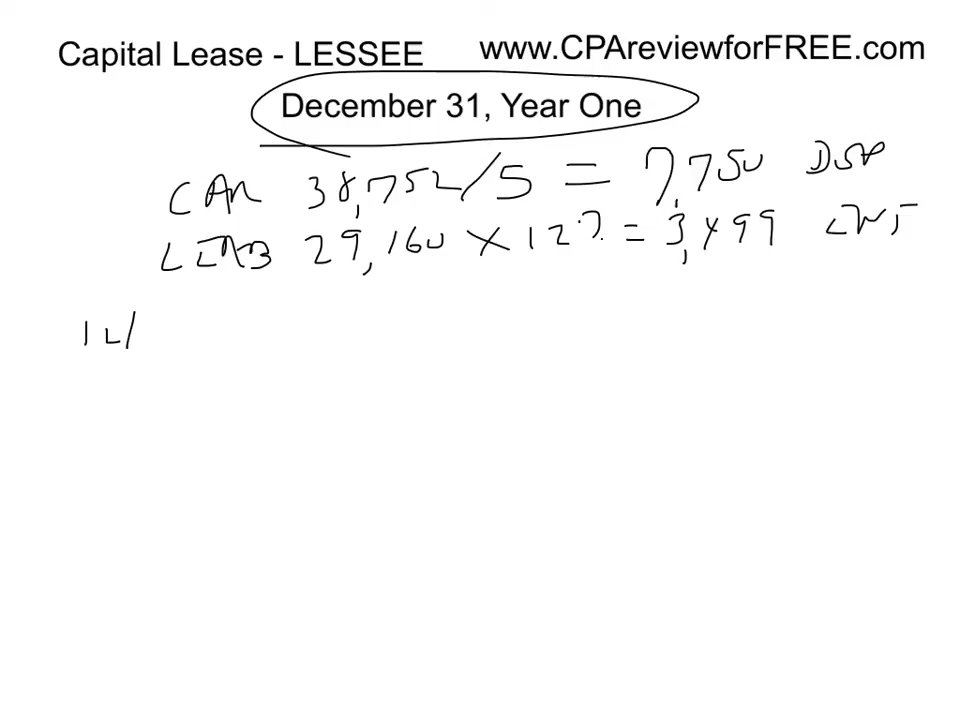 Capital Lease - LESSEE www.CPAreviewforFREE.com
December 31, Year One
CAR 38,752/5 = 7,750 DEP
LIAB 29,160 x 12% = 3,499 INT
12/